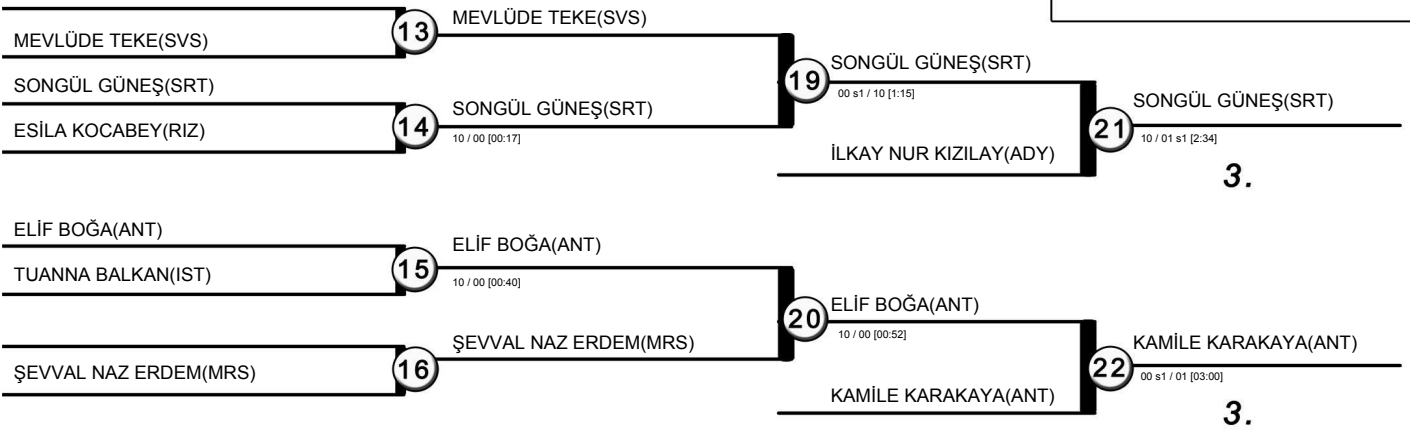 MEVLÜDE TEKE(SVS)
13
MEVLÜDE TEKE(SVS)
SONGÜL GÜNEŞ(SRT)
ESİLA KOCABEY(RIZ)
14
SONGÜL GÜNEŞ(SRT)
10 / 00 [00:17]
19
SONGÜL GÜNEŞ(SRT)
00 s1 / 10 [1:15]
İLKAY NUR KIZILAY(ADY)
21
SONGÜL GÜNEŞ(SRT)
10 / 01 s1 [2:34]
3.
ELİF BOĞA(ANT)
TUANNA BALKAN(IST)
15
ELİF BOĞA(ANT)
10 / 00 [00:40]
ŞEVVAL NAZ ERDEM(MRS)
16
ŞEVVAL NAZ ERDEM(MRS)
20
ELİF BOĞA(ANT)
10 / 00 [00:52]
KAMİLE KARAKAYA(ANT)
22
KAMİLE KARAKAYA(ANT)
00 s1 / 01 [03:00]
3.